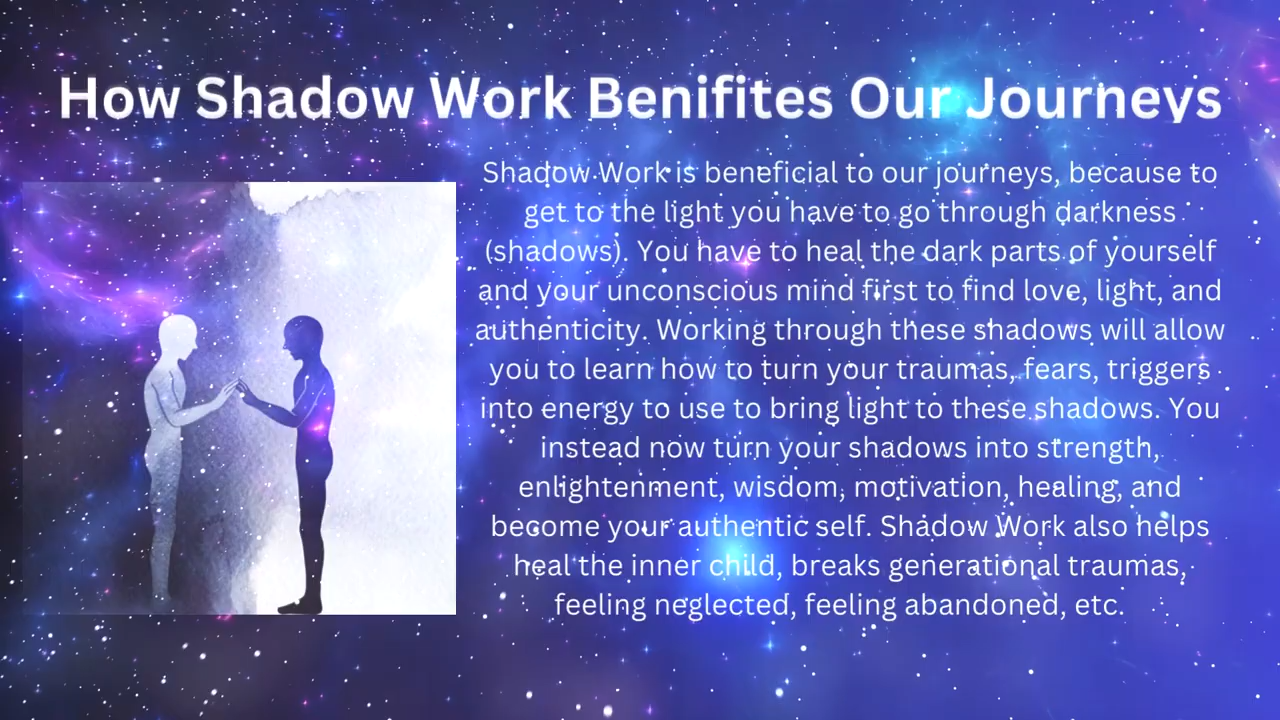 How Shadow Work Benifites Our Journeys
Shadow Work is beneficial to our journeys, because to
get to the light you have to go through darkness
(shadows). You have to heal the dark parts of yourself
and your unconscious mind first to find love, light, and
authenticity. Working through these shadows will allow
you to learn how to turn your traumas, fears, triggers
into energy to use to bring light to these shadows. You
instead now turn your shadows into strength,
enlightenment, wisdom, motivation, healing, and
become your authentic self. Shadow Work also helps
heal the inner child, breaks generational traumas,
feeling neglected, feeling abandoned, etc.